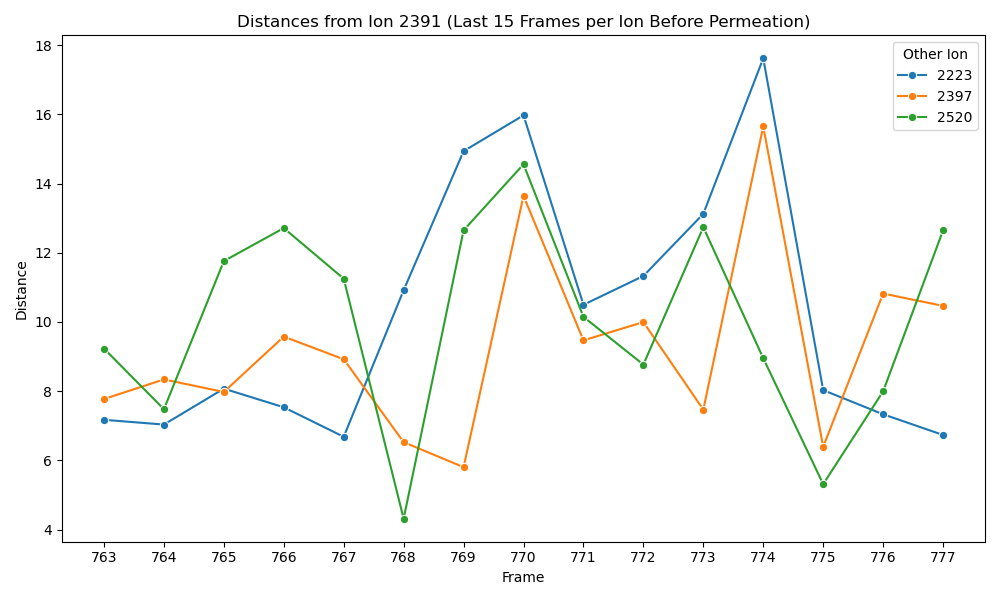 Distances from Ion 2391 (Last 15 Frames per Ion Before Permeation)
Other Ion
2223
2397
2520
Distance
18
16
14
12
10
8
6
4
763 764 765 766 767 768 769 770 771 772 773 774 775 776 777
Frame